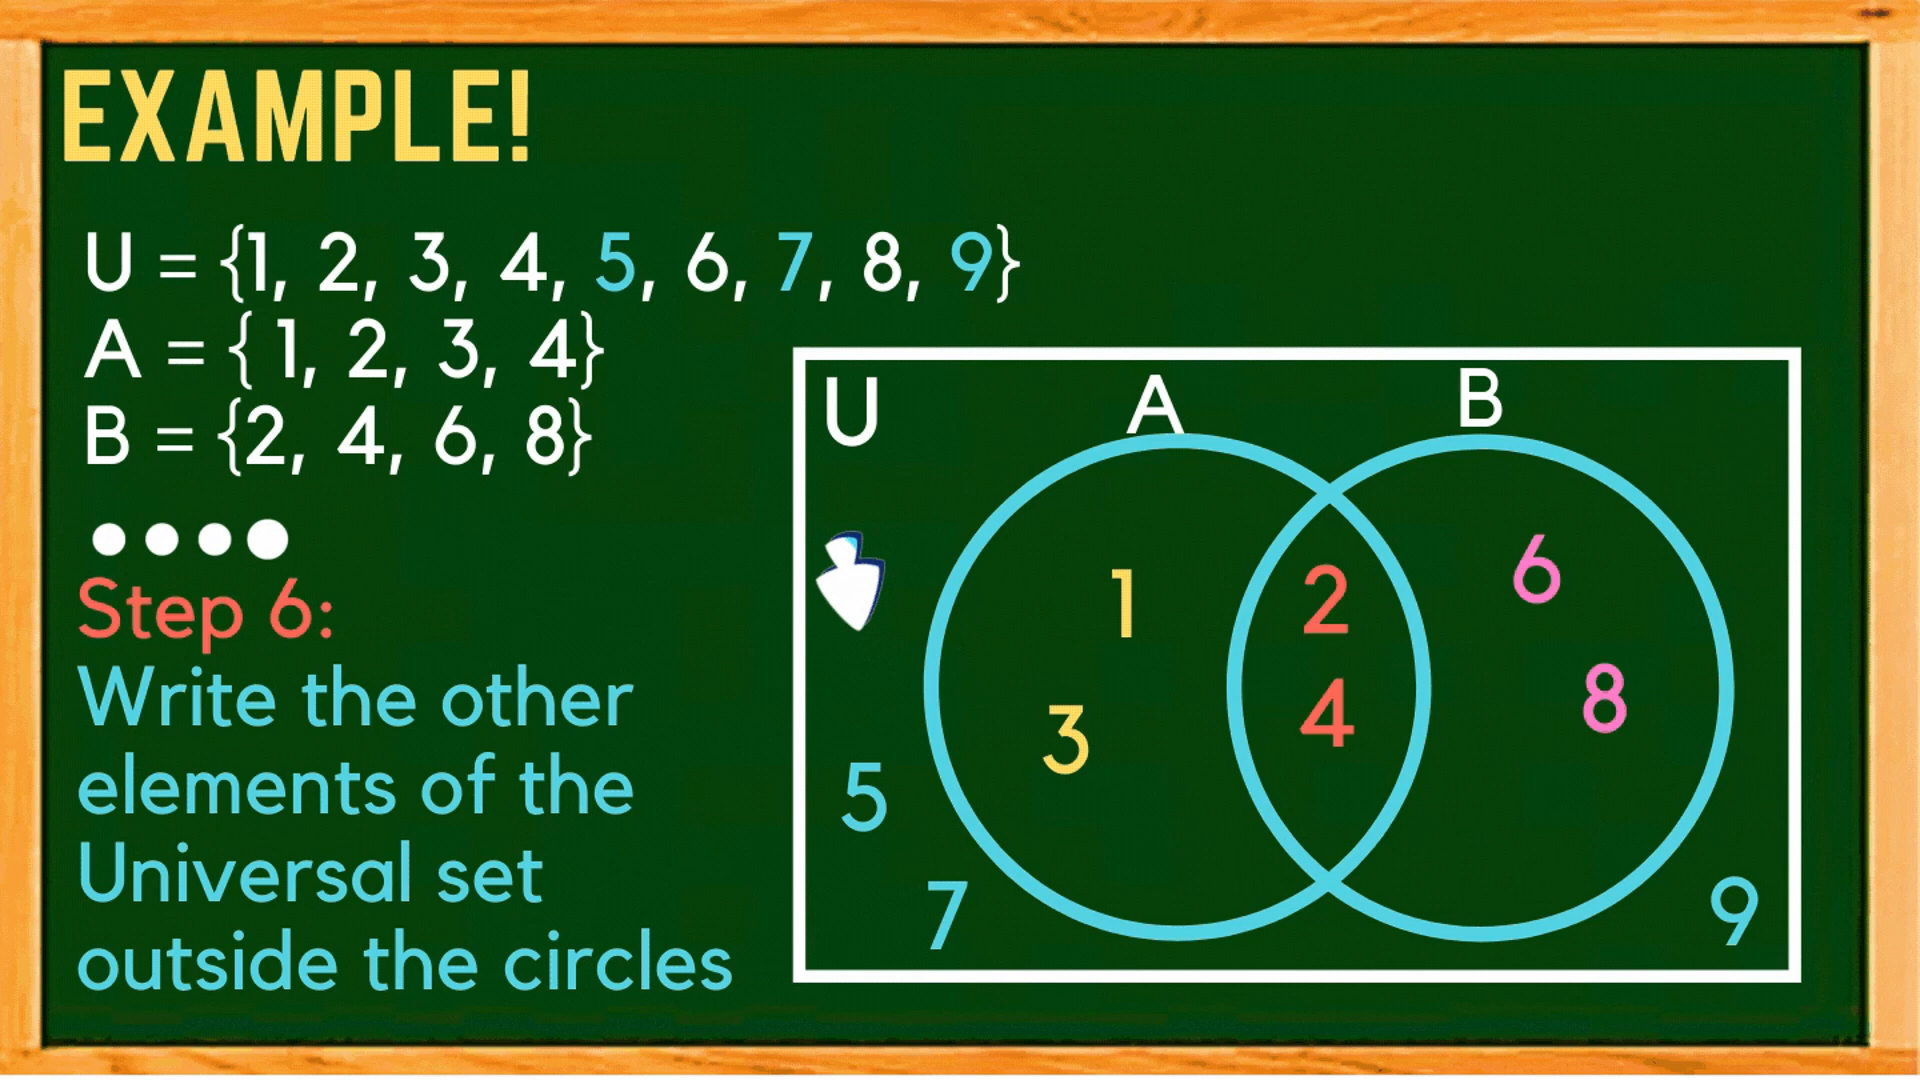 EXAMPLE!
U = {1, 2, 3, 4, 5, 6, 7, 8, 9}
A = { 1, 2, 3, 4}
B = {2, 4, 6, 8}
Step 6:
Write the other
elements of the
Universal set
outside the circles
U A B
1 2 6
3 4 8
5
7 9